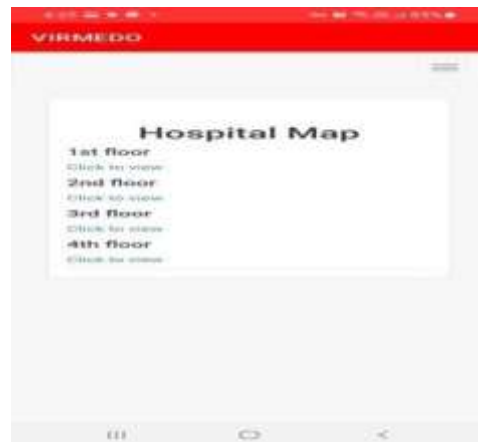 VIRMEDO
Hospital Map
1st floor
Click to view
2nd floor
Click to view
3rd floor
Click to view
4th floor
Click to view